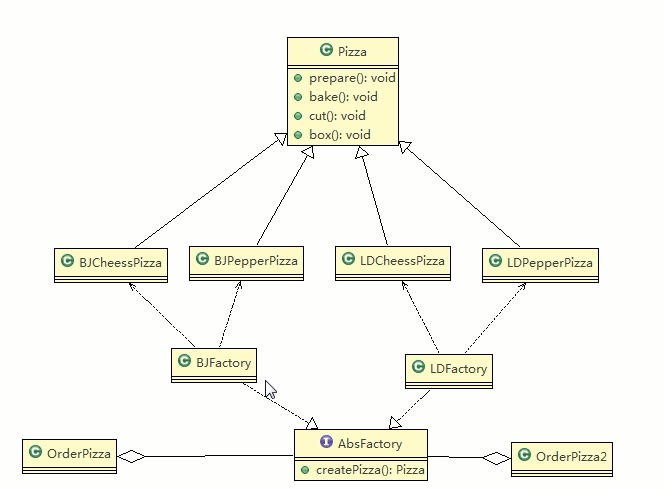 C Pizza
prepare(): void
bake(): void
cut(): void
box(): void
C BJCheessPizza
C BJPepperPizza
C LDCheessPizza
C LDPepperPizza
C BJFactory
C LDFactory
I AbsFactory
createPizza(): Pizza
C OrderPizza
C OrderPizza2